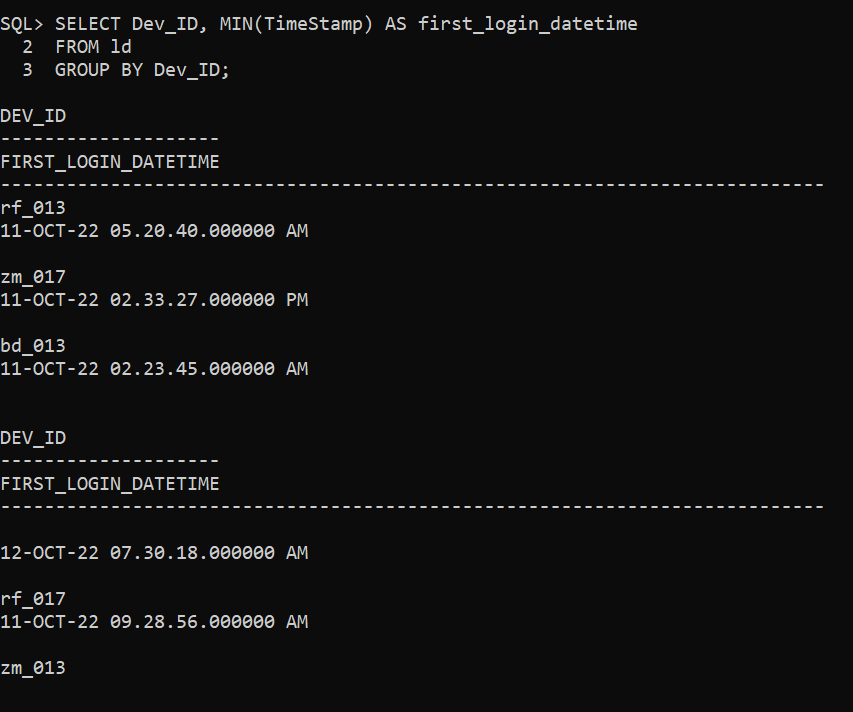 SQL> SELECT Dev_ID, MIN(TimeStamp) AS first_login_datetime
  2  FROM ld
  3  GROUP BY Dev_ID;
DEV_ID
--------------------
FIRST_LOGIN_DATETIME
---------------------------------------------------------------------------
rf_013
11-OCT-22 05.20.40.000000 AM
zm_017
11-OCT-22 02.33.27.000000 PM
bd_013
11-OCT-22 02.23.45.000000 AM
DEV_ID
--------------------
FIRST_LOGIN_DATETIME
---------------------------------------------------------------------------
12-OCT-22 07.30.18.000000 AM
rf_017
11-OCT-22 09.28.56.000000 AM
zm_013